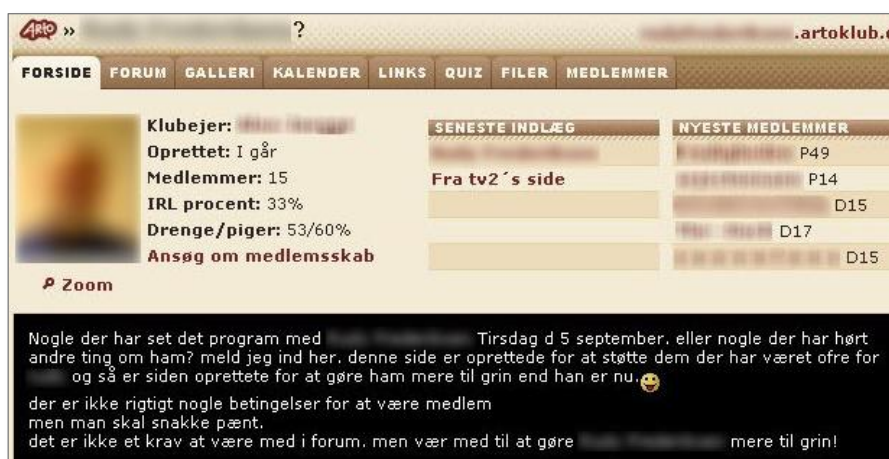 ARTO » ?
.artoklub.
FORSIDE FORUM GALLERI KALENDER LINKS QUIZ FILER MEDLEMMER
Klubejer:
Oprettet: I går
Medlemmer: 15
IRL procent: 33%
Drenge/piger: 53/60%
Ansøg om medlemsskab
Zoom
SENESTE INDLÆG
Fra tv2´s side
NYESTE MEDLEMMER
P49
P14
D15
D17
D15
Nogle der har set det program med Tirsdag d 5 september. eller nogle der har hørt
andre ting om ham? meld jeg ind her. denne side er oprettede for at støtte dem der har været ofre for
og så er siden oprettete for at gøre ham mere til grin end han er nu.
der er ikke rigtigt nogle betingelser for at være medlem
men man skal snakke pænt.
det er ikke et krav at være med i forum. men vær med til at gøre mere til grin!